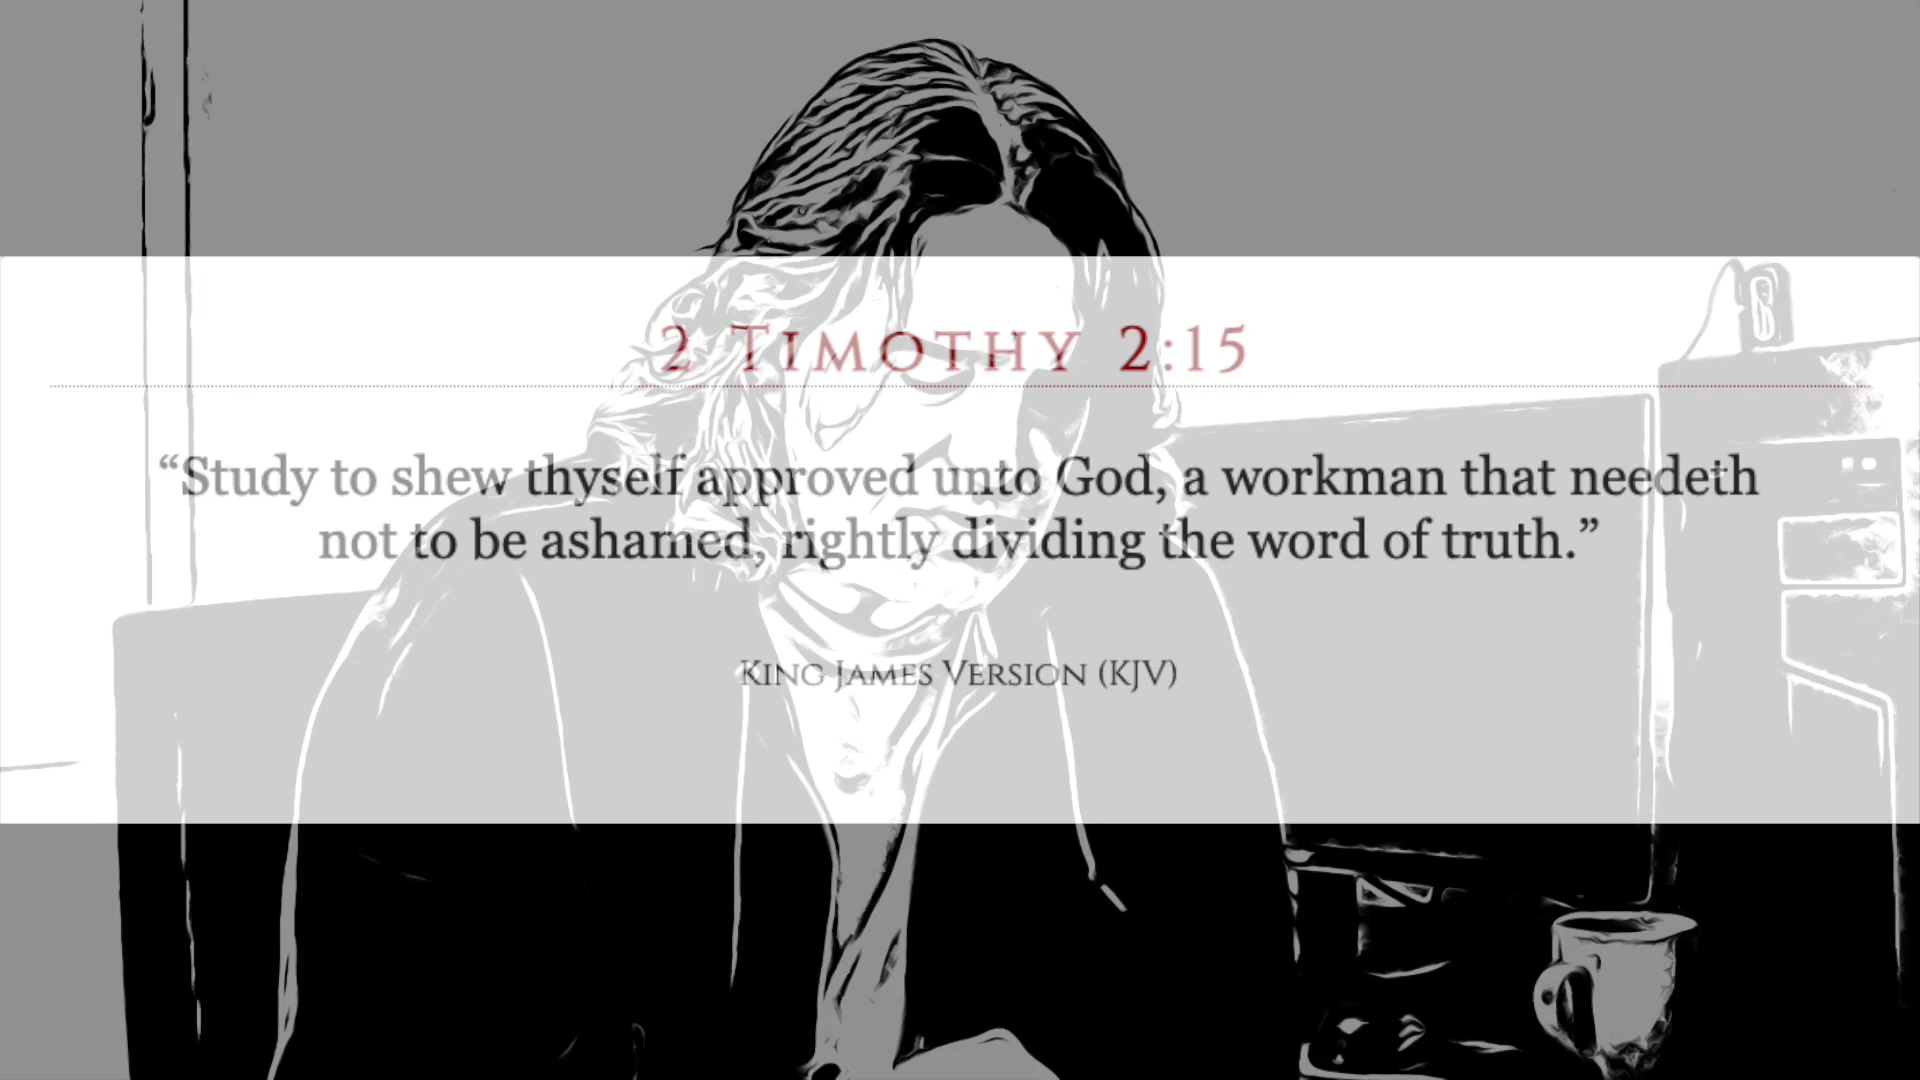 2 Timothy 2:15
“Study to shew thyself approved unto God, a workman that needeth
not to be ashamed, rightly dividing the word of truth.”
King James Version (KJV)